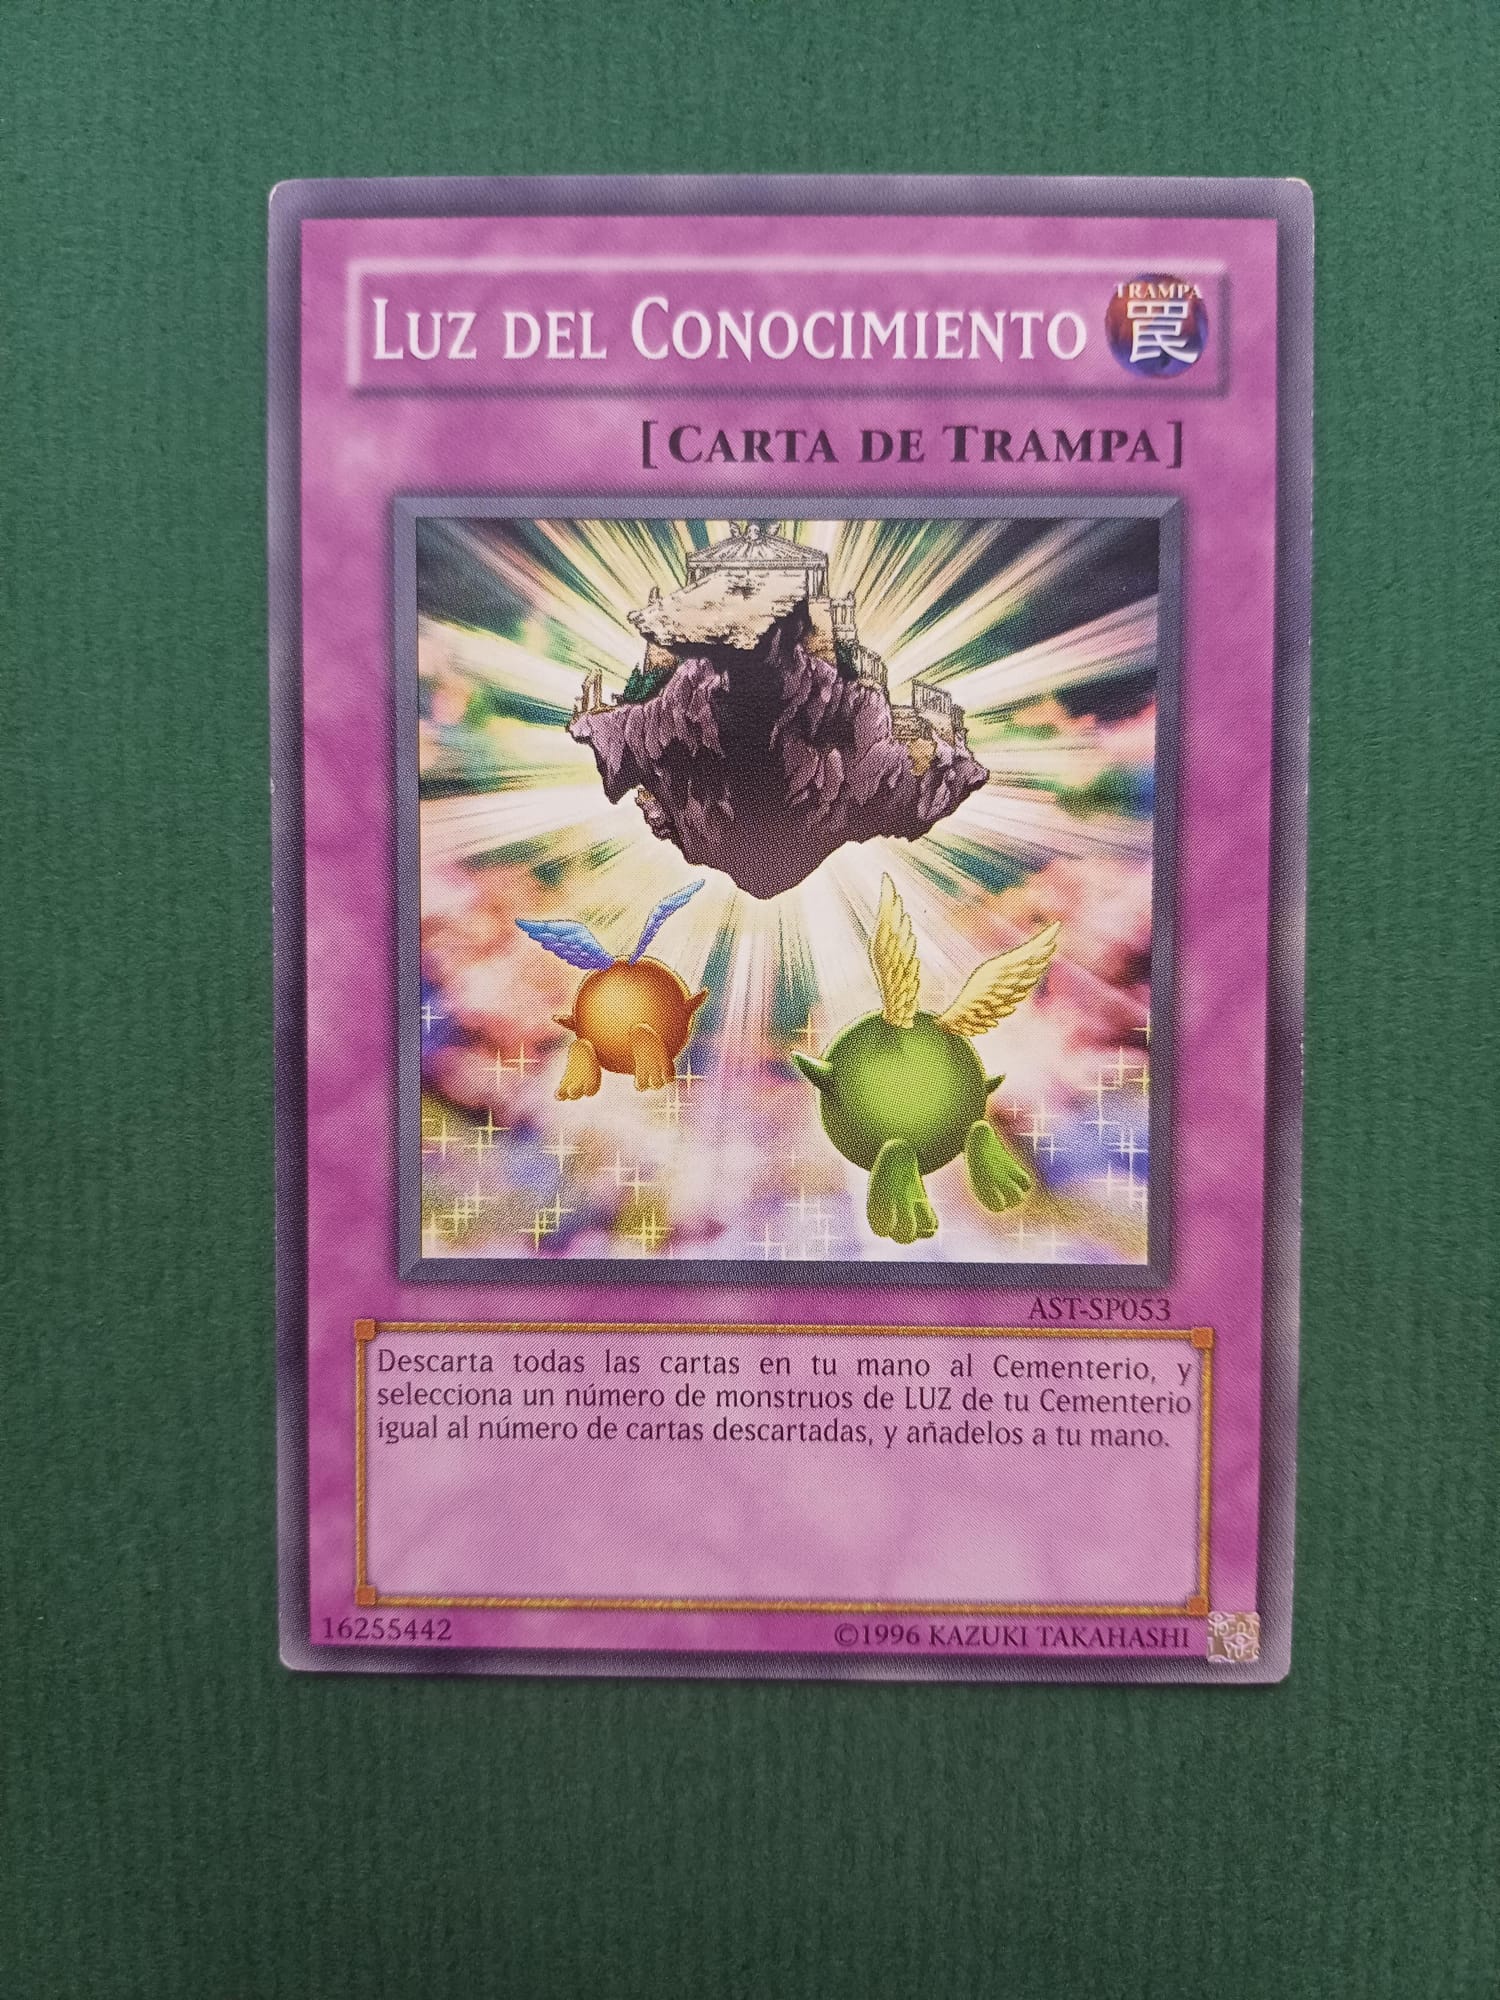 LUZ DEL CONOCIMIENTO
TRAMPA
罠
[CARTA DE TRAMPA]
AST-SP053
Descarta todas las cartas en tu mano al Cementerio, y
selecciona un número de monstruos de LUZ de tu Cementerio
igual al número de cartas descartadas, y añadelos a tu mano.
16255442
©1996 KAZUKI TAKAHASHI